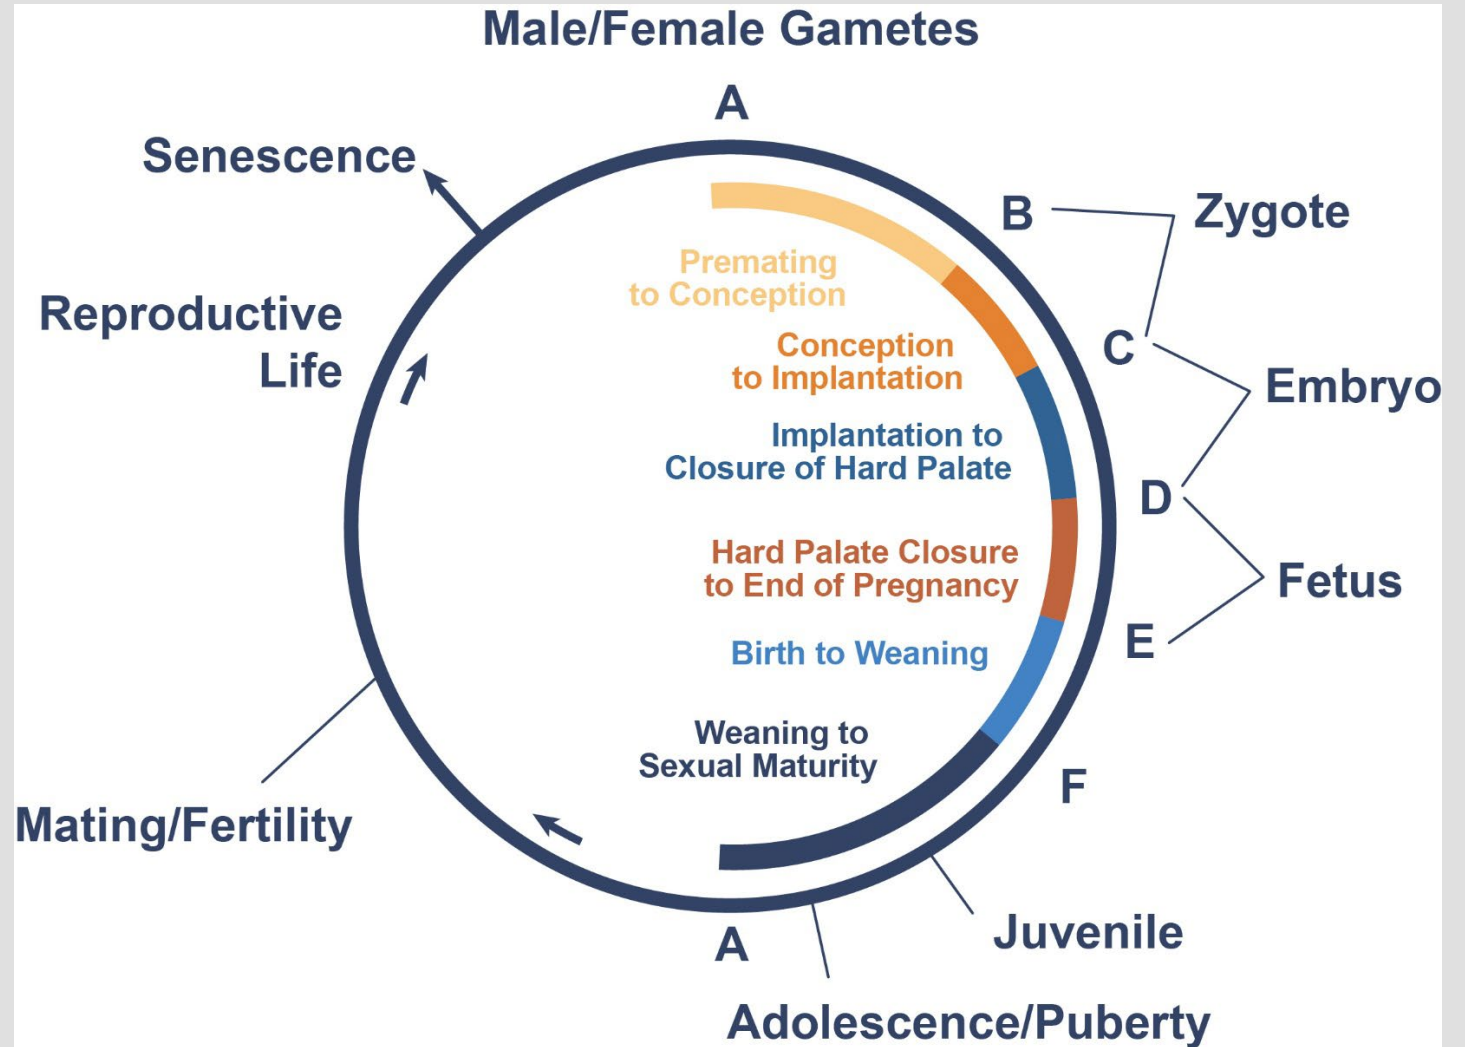 Male/Female Gametes
A
Senescence
B
Zygote
Premating
to Conception
Reproductive
Life
Conception
to Implantation
C
Embryo
Implantation to
Closure of Hard Palate
D
Hard Palate Closure
to End of Pregnancy
Fetus
Birth to Weaning
E
Weaning to
Sexual Maturity
F
Mating/Fertility
Juvenile
A
Adolescence/Puberty